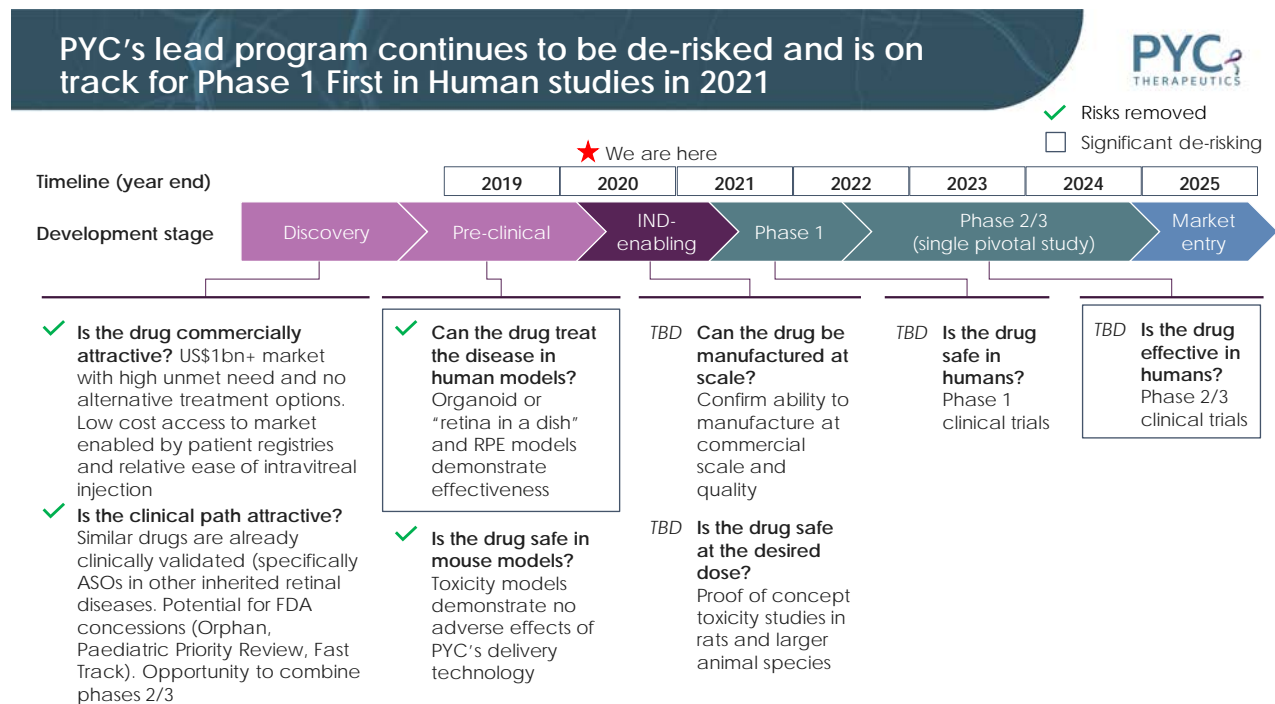 PYC's lead program continues to be de-risked and is on
track for Phase 1 First in Human studies in 2021
PYC
THERAPEUTICS
Risks removed
Significant de-risking
We are here
Timeline (year end)
2019
2020
2021
2022
2023
2024
2025
Development stage
Discovery
Pre-clinical
IND-
enabling
Phase 1
Phase 2/3
(single pivotal study)
Market
entry
Is the drug commercially
attractive? US$1bn+ market
with high unmet need and no
alternative treatment options.
Low cost access to market
enabled by patient registries
and relative ease of intravitreal
injection
Is the clinical path attractive?
Similar drugs are already
clinically validated (specifically
ASOs in other inherited retinal
diseases. Potential for FDA
concessions (Orphan,
Paediatric Priority Review, Fast
Track). Opportunity to combine
phases 2/3
Can the drug treat
the disease in
human models?
Organoid or
"retina in a dish"
and RPE models
demonstrate
effectiveness
Is the drug safe in
mouse models?
Toxicity models
demonstrate no
adverse effects of
PYC's delivery
technology
TBD Can the drug be
manufactured at
scale?
Confirm ability to
manufacture at
commercial
scale and
quality
TBD Is the drug safe
at the desired
dose?
Proof of concept
toxicity studies in
rats and larger
animal species
TBD Is the drug
safe in
humans?
Phase 1
clinical trials
TBD Is the drug
effective in
humans?
Phase 2/3
clinical trials